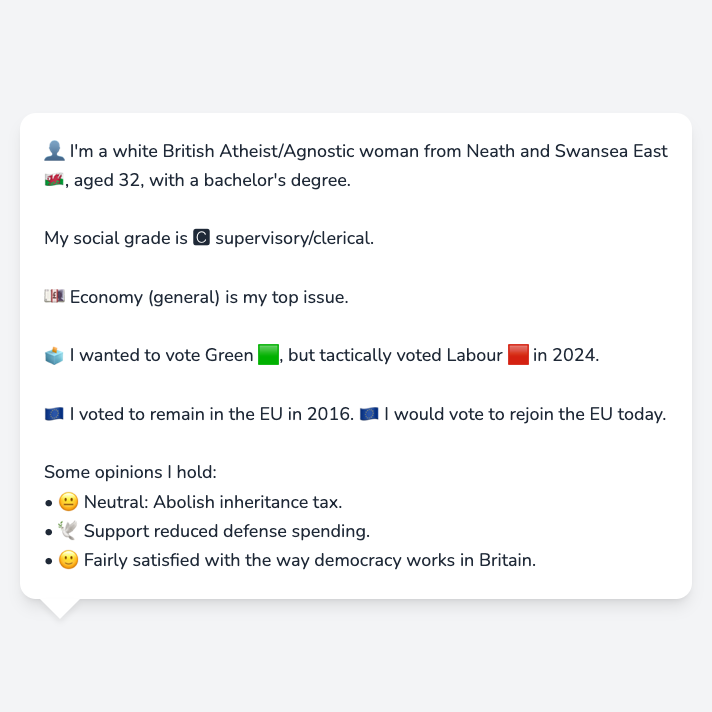 👤 I'm a white British Atheist/Agnostic woman from Neath and Swansea East
🏴󠁧󠁢󠁷󠁬󠁳󠁿, aged 32, with a bachelor's degree.
My social grade is 🅲 supervisory/clerical.
💷 Economy (general) is my top issue.
🗳️ I wanted to vote Green 🟩, but tactically voted Labour 🟥 in 2024.
🇪🇺 I voted to remain in the EU in 2016. 🇪🇺 I would vote to rejoin the EU today.
Some opinions I hold:
• 😐 Neutral: Abolish inheritance tax.
• 🕊️ Support reduced defense spending.
• 🙂 Fairly satisfied with the way democracy works in Britain.